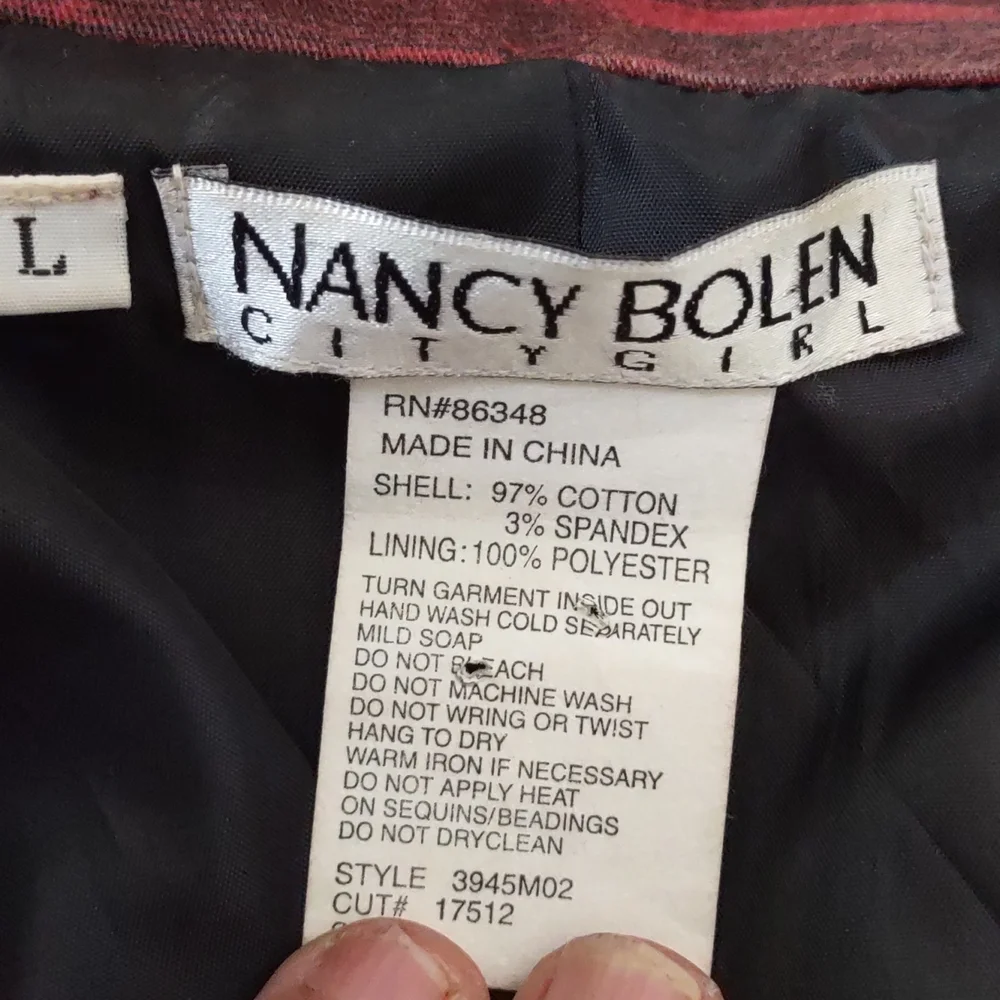 L
NANCY BOLEN
CITY GIRL
RN#86348
MADE IN CHINA
SHELL: 97% COTTON
3% SPANDEX
LINING: 100% POLYESTER
TURN GARMENT INSIDE OUT
HAND WASH COLD SEPARATELY
MILD SOAP
DO NOT BLEACH
DO NOT MACHINE WASH
DO NOT WRING OR TWIST
HANG TO DRY
WARM IRON IF NECESSARY
DO NOT APPLY HEAT
ON SEQUINS/BEADINGS
DO NOT DRYCLEAN
STYLE 3945M02
CUT# 17512